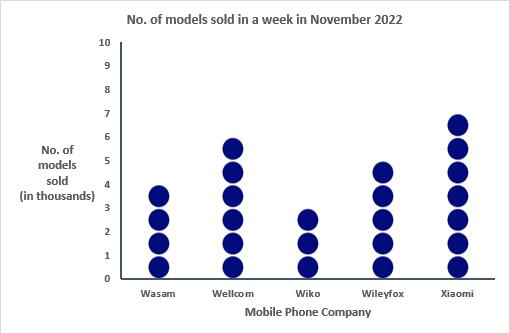 No. of models sold in a week in November 2022
10
9
8
7
6
5
4
3
2
1
0
No. of
models
sold
(in thousands)
Wasam Wellcom Wiko Wileyfox Xiaomi
Mobile Phone Company